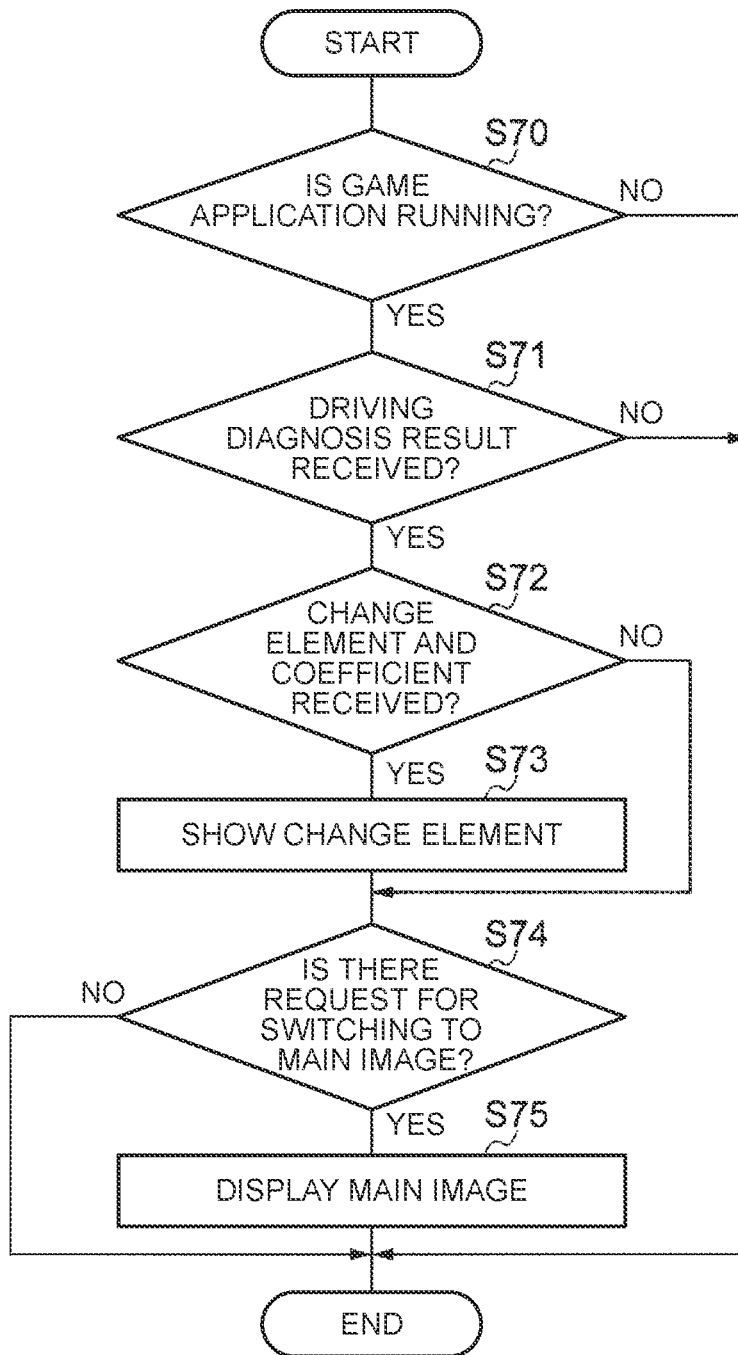 START
S70
IS GAME
APPLICATION RUNNING?
NO
YES
S71
DRIVING
DIAGNOSIS RESULT
RECEIVED?
NO
YES
S72
CHANGE
ELEMENT AND
COEFFICIENT
RECEIVED?
NO
YES
S73
SHOW CHANGE ELEMENT
S74
IS THERE
REQUEST FOR
SWITCHING TO
MAIN IMAGE?
NO
YES
S75
DISPLAY MAIN IMAGE
END